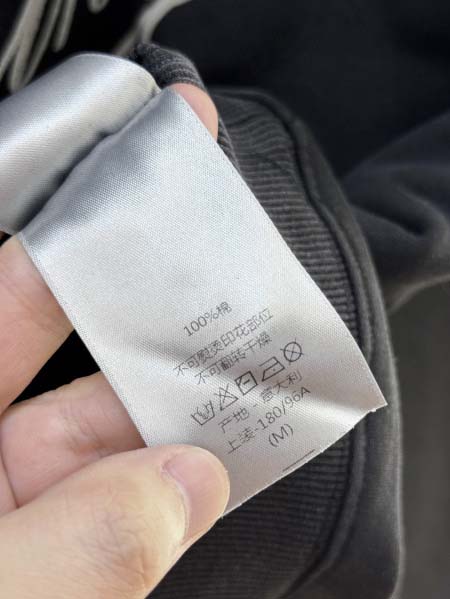 100%棉
不可熨烫印花部位
不可翻转干燥
产地 - 意大利
上装-180/96A
(M)